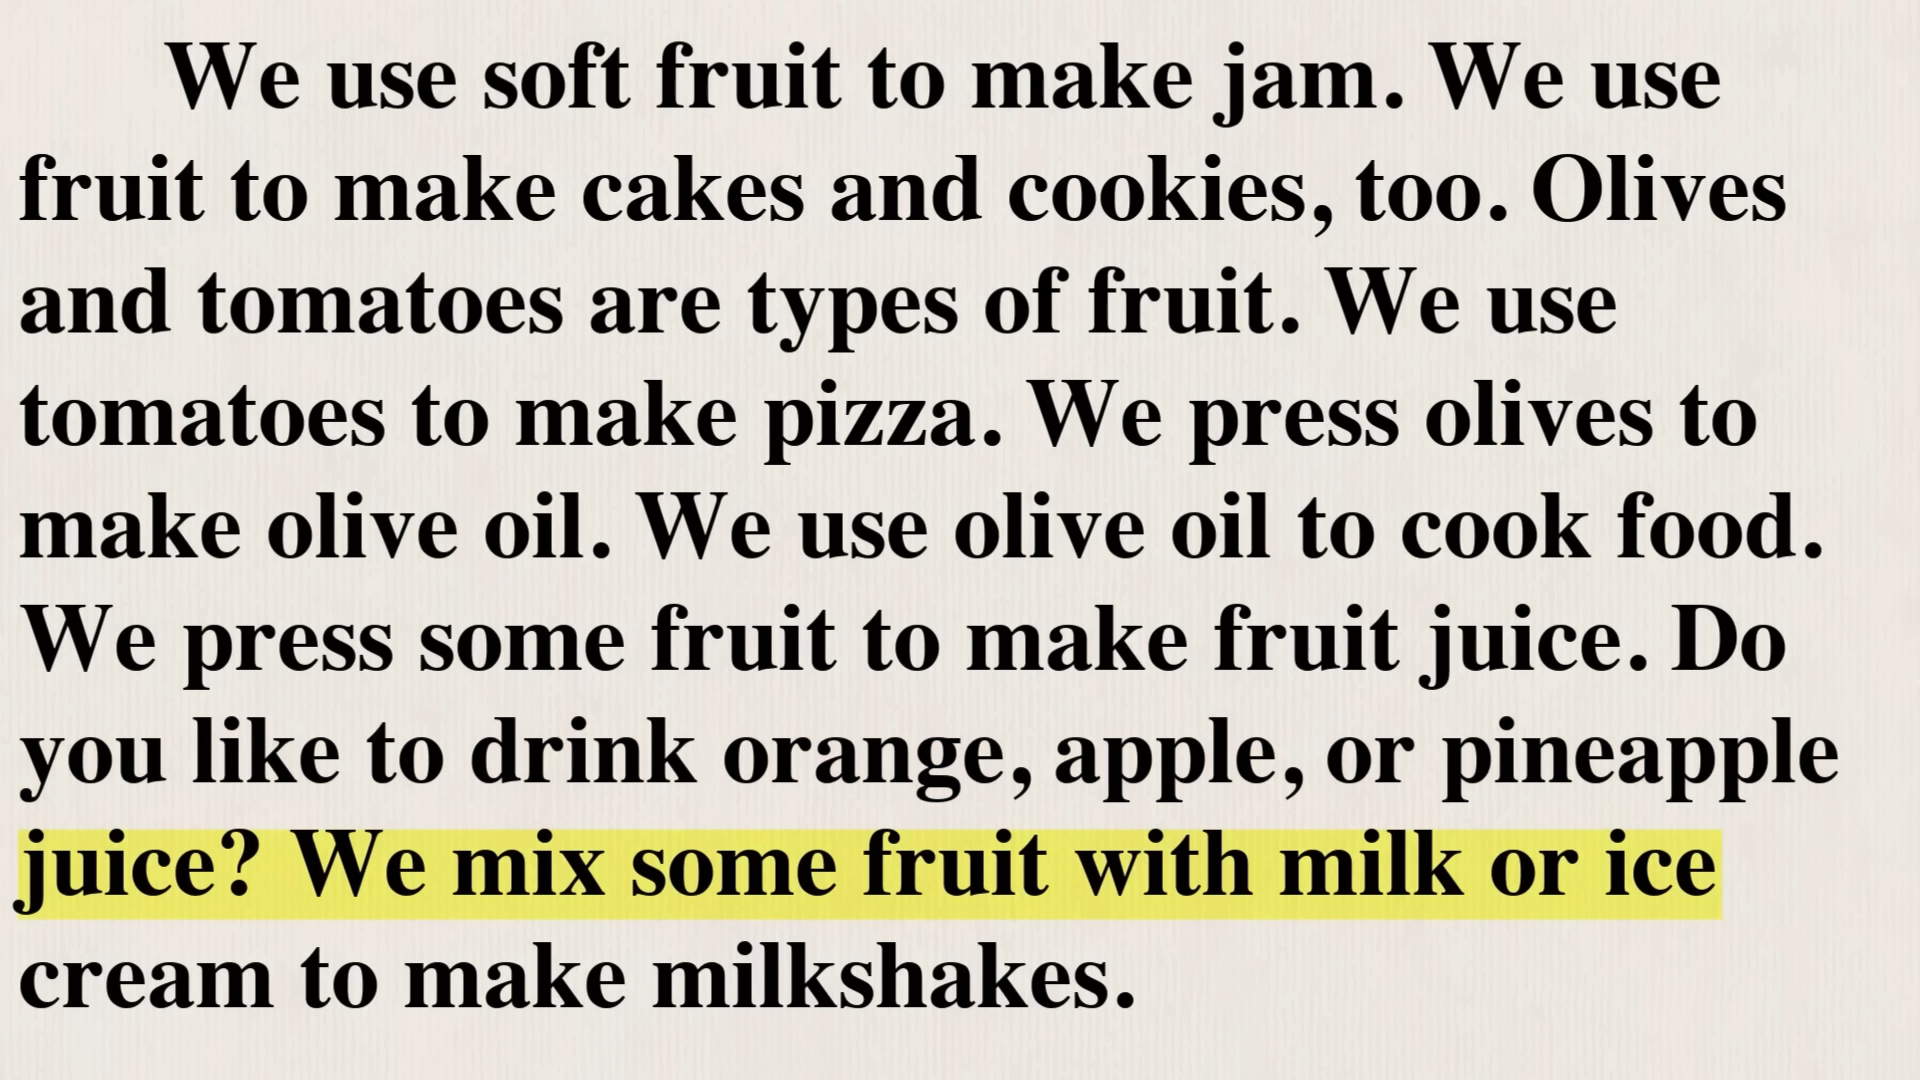 We use soft fruit to make jam. We use
fruit to make cakes and cookies, too. Olives
and tomatoes are types of fruit. We use
tomatoes to make pizza. We press olives to
make olive oil. We use olive oil to cook food.
We press some fruit to make fruit juice. Do
you like to drink orange, apple, or pineapple
juice? We mix some fruit with milk or ice
cream to make milkshakes.